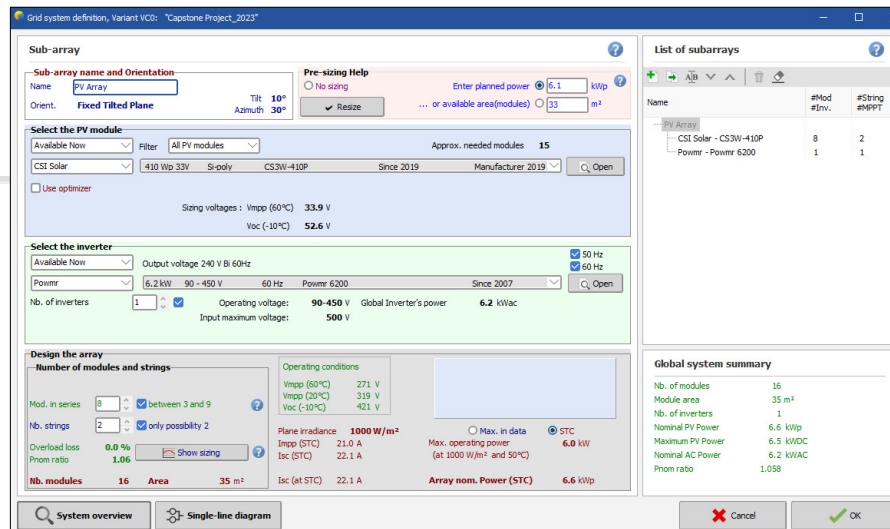 Grid system definition, Variant VC0: "Capstone Project_2023"
Sub-array
Sub-array name and Orientation
Name PV Array
Orient. Fixed Tilted Plane Tilt 10°
Azimuth 30°
Pre-sizing Help
No sizing Enter planned power 6.1 kWp
Resize ... or available area(modules) 33 m²
Select the PV module
Available Now Filter All PV modules Approx. needed modules 15
CSI Solar 410 Wp 33V Si-poly CS3W-410P Since 2019 Manufacturer 2019 Open
Use optimizer
Sizing voltages : Vmpp (60°C) 33.9 V
Voc (-10°C) 52.6 V
Select the inverter
Available Now Output voltage 240 V Bi 60Hz 50 Hz
60 Hz
Powmr 6.2 kW 90 - 450 V 60 Hz Powmr 6200 Since 2007 Open
Nb. of inverters 1 Operating voltage: 90-450 V Global Inverter's power 6.2 kWac
Input maximum voltage: 500 V
Design the array
Number of modules and strings
Mod. in series 8 between 3 and 9
Nb. strings 2 only possibility 2
Overload loss 0.0 %
Pnom ratio 1.06 Show sizing
Nb. modules 16 Area 35 m²
Operating conditions
Vmpp (60°C) 271 V
Vmpp (20°C) 319 V
Voc (-10°C) 421 V
Plane irradiance 1000 W/m²
Impp (STC) 21.0 A
Isc (STC) 22.1 A
Isc (at STC) 22.1 A
Max. in data STC
Max. operating power 6.0 kW
(at 1000 W/m² and 50°C)
Array nom. Power (STC) 6.6 kWp
List of subarrays
Name #Mod #String
#Inv. #MPPT
PV Array
CSI Solar - CS3W-410P 8 2
Powmr - Powmr 6200 1 1
Global system summary
Nb. of modules 16
Module area 35 m²
Nb. of inverters 1
Nominal PV Power 6.6 kWp
Maximum PV Power 6.5 kWDC
Nominal AC Power 6.2 kWAC
Pnom ratio 1.058
System overview Single-line diagram Cancel OK